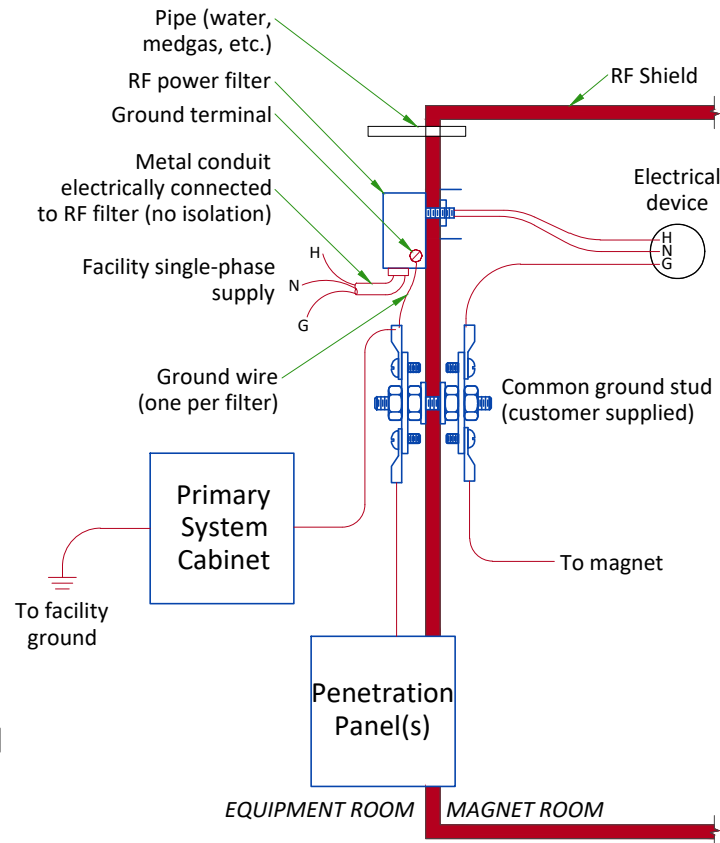 Pipe (water,
medgas, etc.)
RF power filter
Ground terminal
Metal conduit
electrically connected
to RF filter (no isolation)
Facility single-phase
supply
H
N
G
Ground wire
(one per filter)
RF Shield
Electrical
device
H
N
G
Common ground stud
(customer supplied)
Primary
System
Cabinet
To facility
ground
To magnet
Penetration
Panel(s)
EQUIPMENT ROOM
MAGNET ROOM